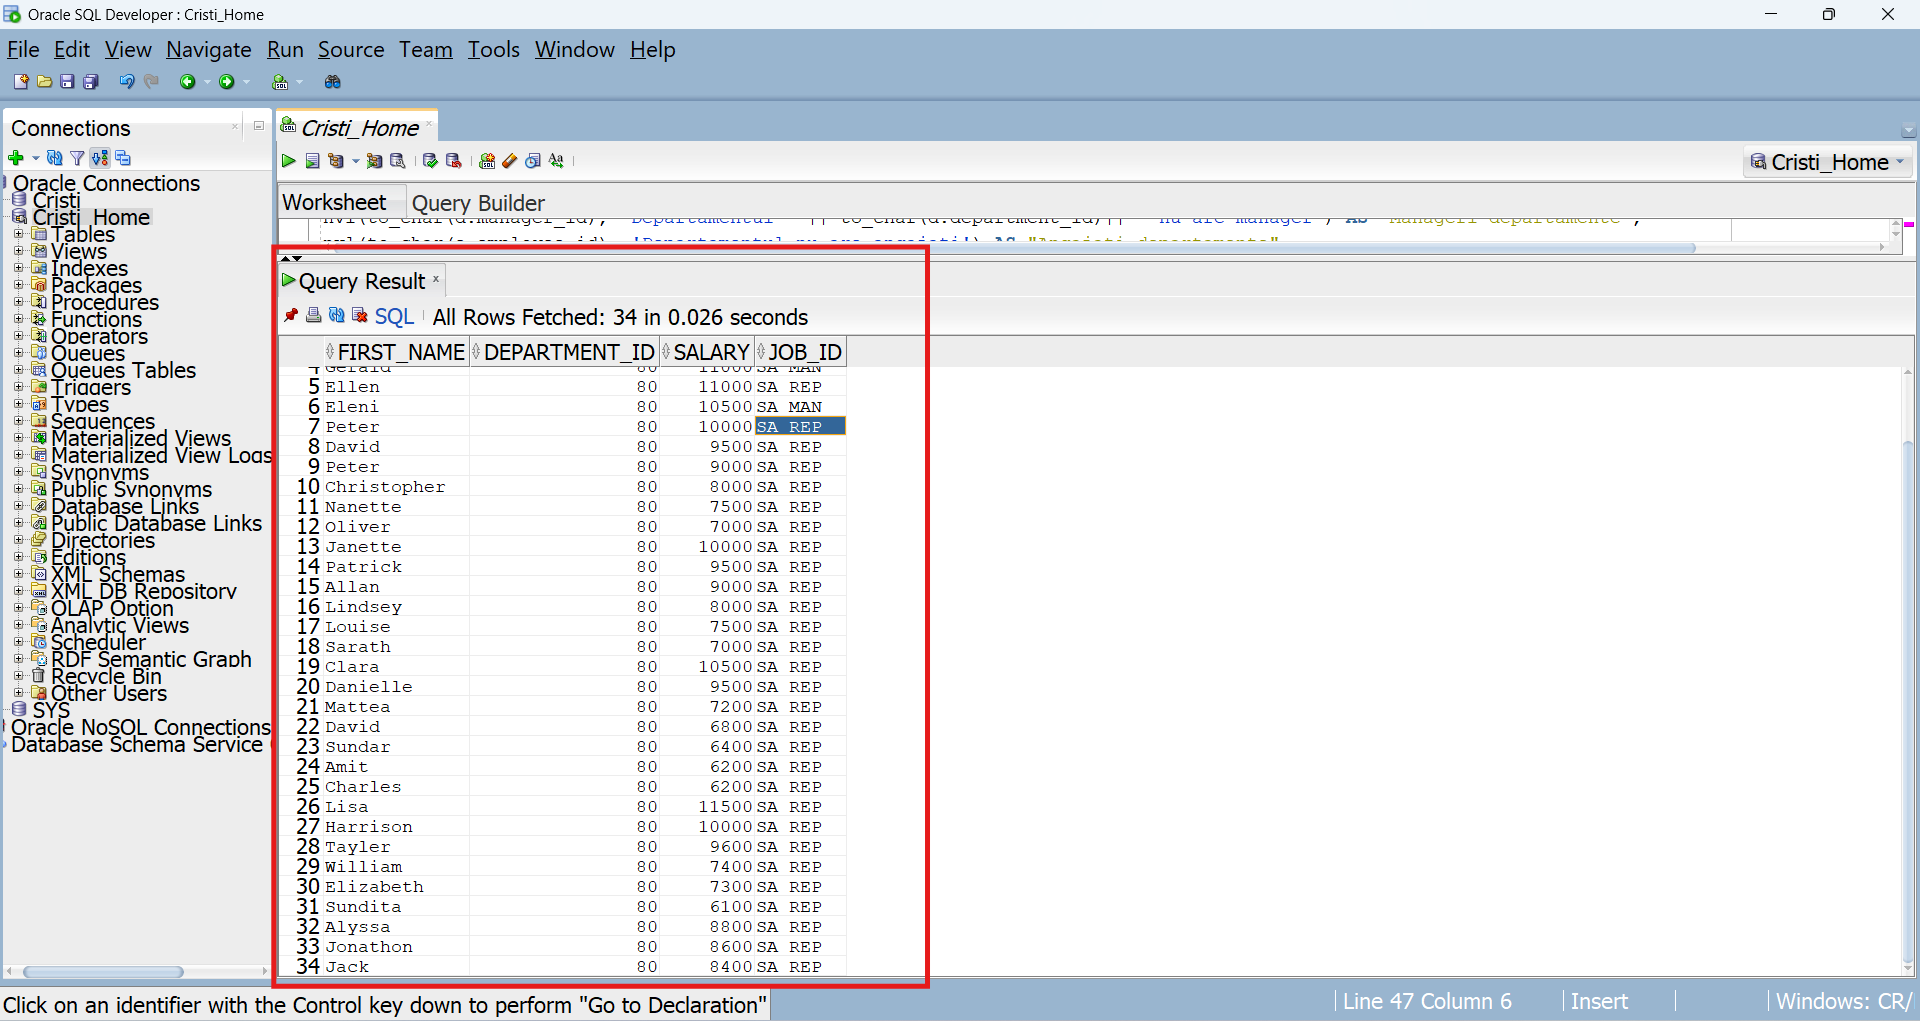 Oracle SQL Developer : Cristi_Home
File Edit View Navigate Run Source Team Tools Window Help
Connections
Cristi_Home
Cristi_Home
Worksheet Query Builder
Oracle Connections
Cristi
Cristi_Home
Tables
Views
Indexes
Packages
Procedures
Functions
Operators
Queues
Queues Tables
Triggers
Types
Sequences
Materialized Views
Materialized View Logs
Synonyms
Public Synonyms
Database Links
Public Database Links
Directories
Editions
XML Schemas
XML DB Repository
OLAP Option
Analytic Views
Scheduler
RDF Semantic Graph
Recycle Bin
Other Users
SYS
Oracle NoSQL Connections
Database Schema Service
nvl(to_char(d.manager_id), 'Departamentul ' || to_char(d.department_id)|| ' nu are manager') AS "Manageri departamente",
Query Result
SQL All Rows Fetched: 34 in 0.026 seconds
FIRST_NAME DEPARTMENT_ID SALARY JOB_ID
4 Gerald 80 11000 SA_MAN
5 Ellen 80 11000 SA_REP
6 Eleni 80 10500 SA_MAN
7 Peter 80 10000 SA_REP
8 David 80 9500 SA_REP
9 Peter 80 9000 SA_REP
10 Christopher 80 8000 SA_REP
11 Nanette 80 7500 SA_REP
12 Oliver 80 7000 SA_REP
13 Janette 80 10000 SA_REP
14 Patrick 80 9500 SA_REP
15 Allan 80 9000 SA_REP
16 Lindsey 80 8000 SA_REP
17 Louise 80 7500 SA_REP
18 Sarath 80 7000 SA_REP
19 Clara 80 10500 SA_REP
20 Danielle 80 9500 SA_REP
21 Mattea 80 7200 SA_REP
22 David 80 6800 SA_REP
23 Sundar 80 6400 SA_REP
24 Amit 80 6200 SA_REP
25 Charles 80 6200 SA_REP
26 Lisa 80 11500 SA_REP
27 Harrison 80 10000 SA_REP
28 Tayler 80 9600 SA_REP
29 William 80 7400 SA_REP
30 Elizabeth 80 7300 SA_REP
31 Sundita 80 6100 SA_REP
32 Alyssa 80 8800 SA_REP
33 Jonathon 80 8600 SA_REP
34 Jack 80 8400 SA_REP
Click on an identifier with the Control key down to perform "Go to Declaration"
Line 47 Column 6 Insert Windows: CR/